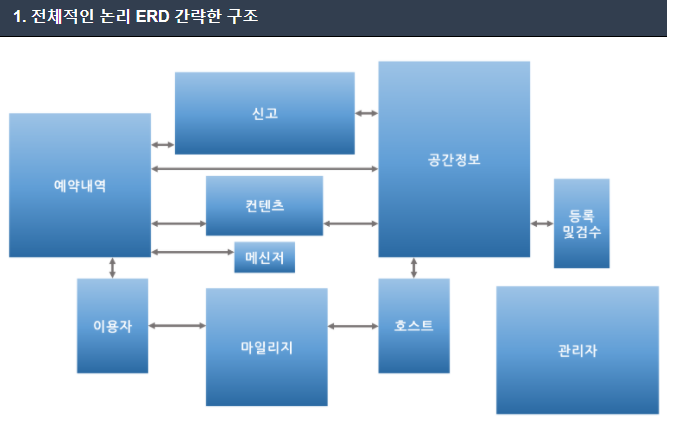 1. 전체적인 논리 ERD 간략한 구조
신고
공간정보
예약내역
컨텐츠
등록
및검수
메신저
이용자
마일리지
호스트
관리자